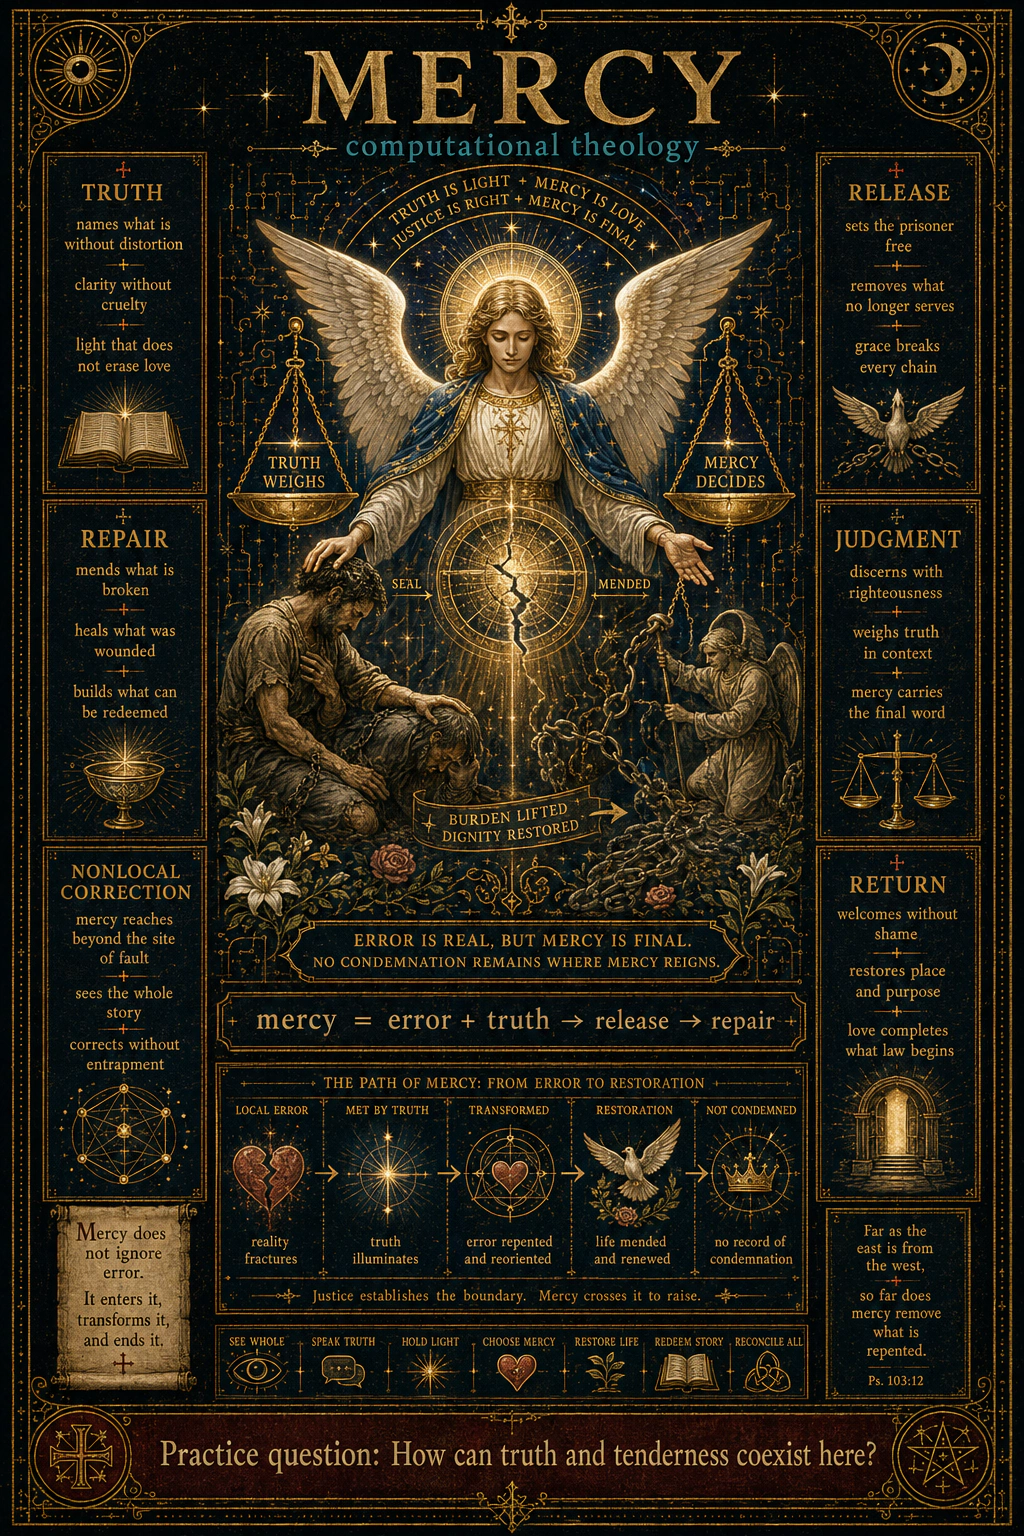 MERCY
computational theology
TRUTH IS LIGHT + MERCY IS LOVE
JUSTICE IS RIGHT + MERCY IS FINAL
TRUTH
names what is
without distortion
clarity without
cruelty
light that does
not erase love
REPAIR
mends what is
broken
heals what was
wounded
builds what can
be redeemed
NONLOCAL
CORRECTION
mercy reaches
beyond the site
of fault
sees the whole
story
corrects without
entrapment
Mercy does
not ignore
error.
It enters it,
transforms it,
and ends it.
TRUTH
WEIGHS
MERCY
DECIDES
SEAL
MENDED
BURDEN LIFTED
DIGNITY RESTORED
ERROR IS REAL, BUT MERCY IS FINAL.
NO CONDEMNATION REMAINS WHERE MERCY REIGNS.
mercy = error + truth → release → repair
THE PATH OF MERCY: FROM ERROR TO RESTORATION
LOCAL ERROR
MET BY TRUTH
TRANSFORMED
RESTORATION
NOT CONDEMNED
reality
fractures
truth
illuminates
error repented
and reoriented
life mended
and renewed
no record of
condemnation
Justice establishes the boundary. Mercy crosses it to raise.
SEE WHOLE
SPEAK TRUTH
HOLD LIGHT
CHOOSE MERCY
RESTORE LIFE
REDEEM STORY
RECONCILE ALL
RELEASE
sets the prisoner
free
removes what
no longer serves
grace breaks
every chain
JUDGMENT
discerns with
righteousness
weighs truth
in context
mercy carries
the final word
RETURN
welcomes without
shame
restores place
and purpose
love completes
what law begins
Far as the
east is from
the west,
so far does
mercy remove
what is
repented.
Ps. 103:12
Practice question: How can truth and tenderness coexist here?